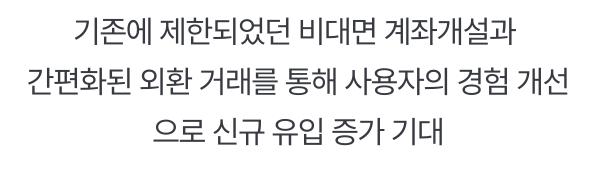 기존에 제한되었던 비대면 계좌개설과
간편화된 외환 거래를 통해 사용자의 경험 개선
으로 신규 유입 증가 기대